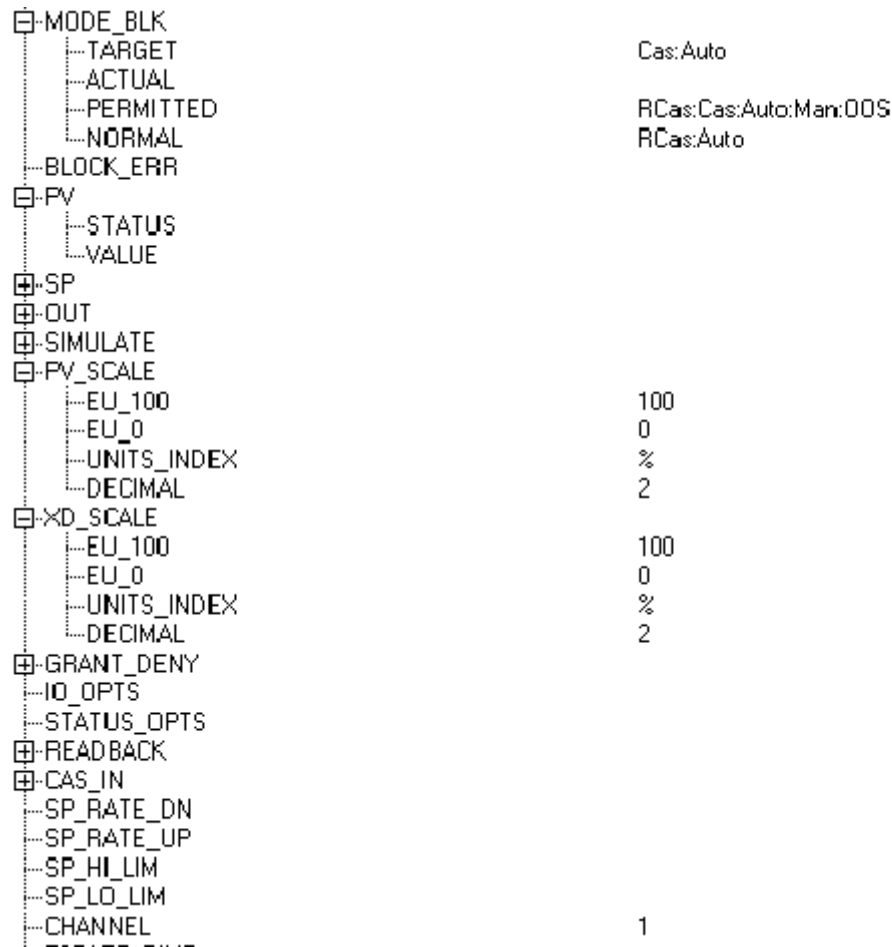 MODE_BLK
TARGET Cas:Auto
ACTUAL
PERMITTED RCas:Cas:Auto:Man:OOS
NORMAL RCas:Auto
BLOCK_ERR
PV
STATUS
VALUE
SP
OUT
SIMULATE
PV_SCALE
EU_100 100
EU_0 0
UNITS_INDEX %
DECIMAL 2
XD_SCALE
EU_100 100
EU_0 0
UNITS_INDEX %
DECIMAL 2
GRANT_DENY
IO_OPTS
STATUS_OPTS
READBACK
CAS_IN
SP_RATE_DN
SP_RATE_UP
SP_HI_LIM
SP_LO_LIM
CHANNEL 1